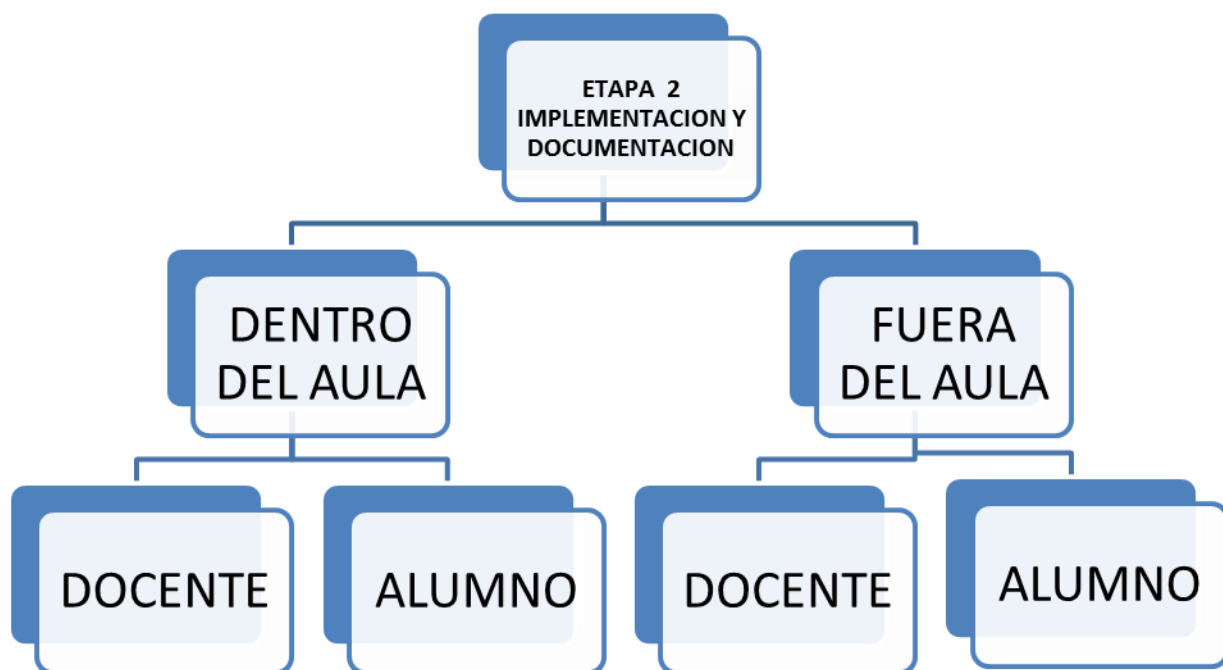 ETAPA 2
IMPLEMENTACION Y
DOCUMENTACION
DENTRO
DEL AULA
FUERA
DEL AULA
DOCENTE
ALUMNO
DOCENTE
ALUMNO